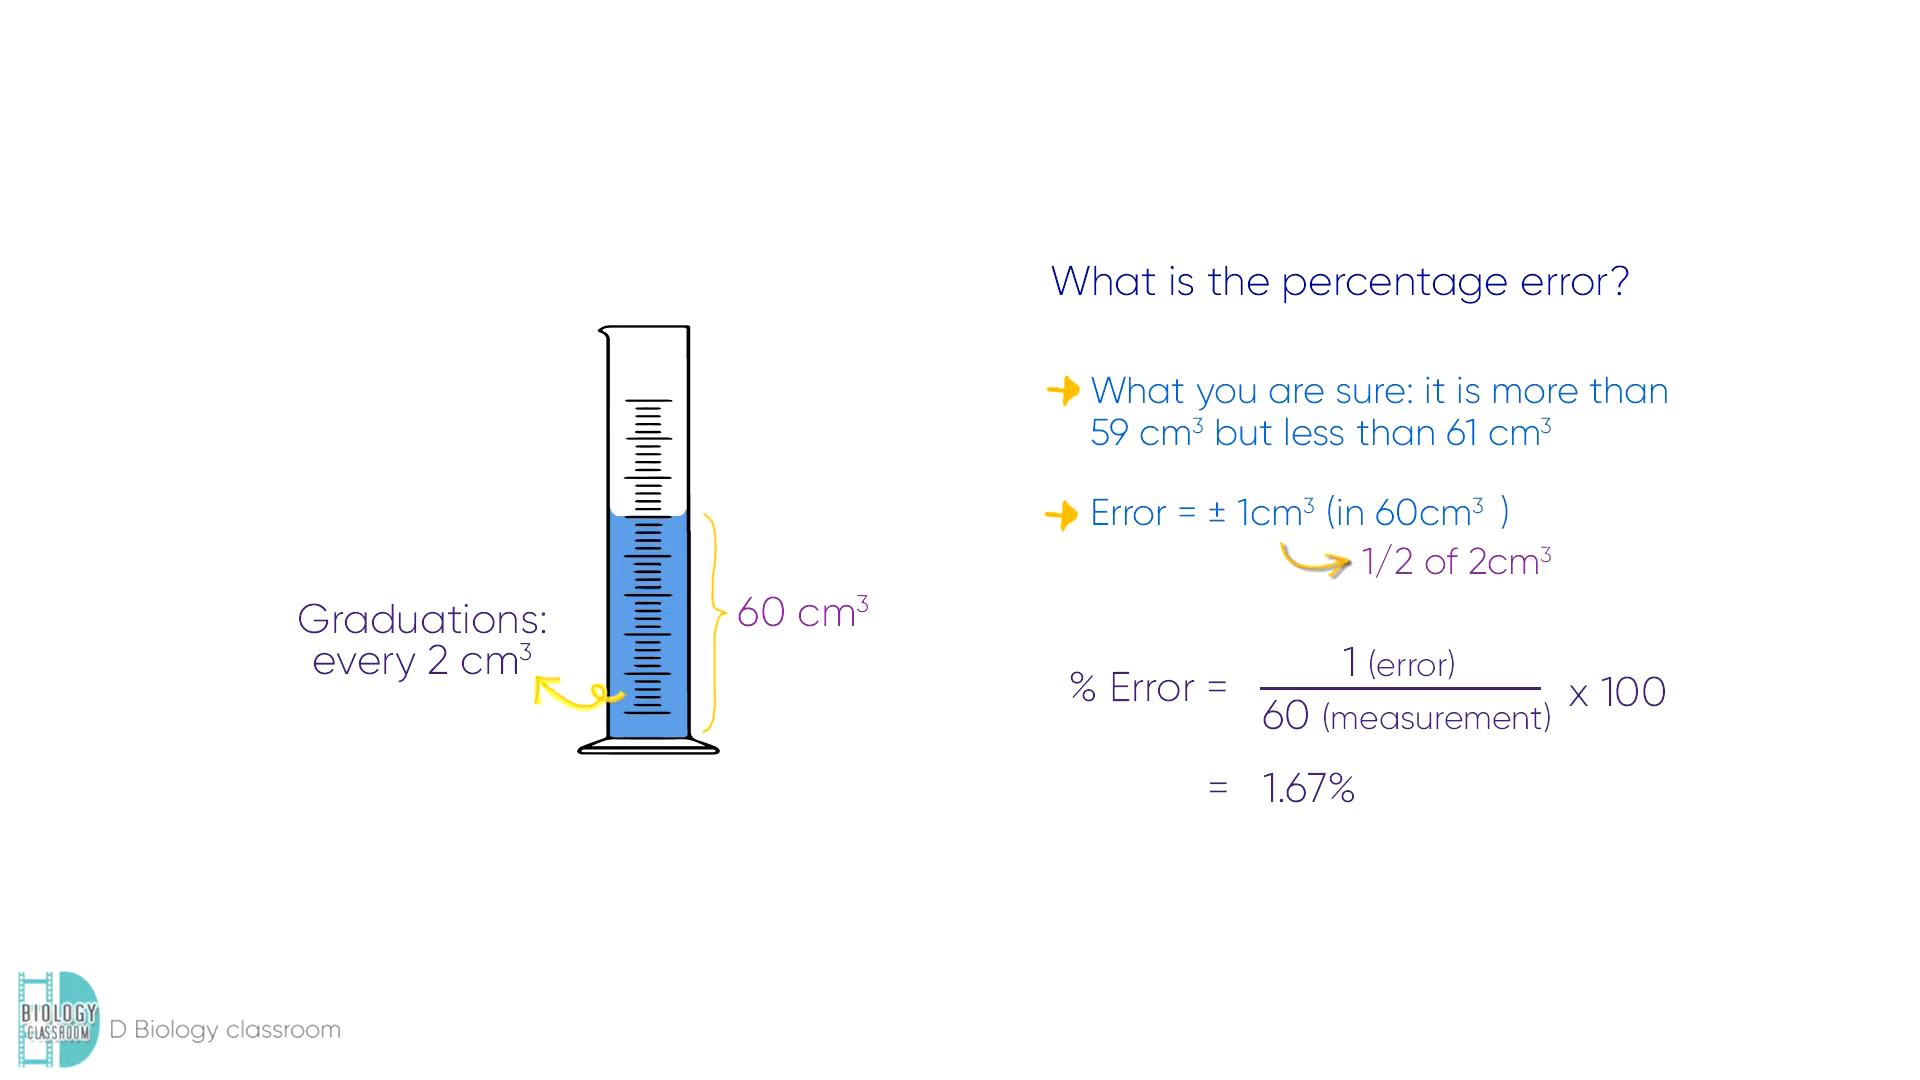 What is the percentage error?
What you are sure: it is more than
59 cm³ but less than 61 cm³
Error = ± 1cm³ (in 60cm³ )
1/2 of 2cm³
Graduations:
every 2 cm³
60 cm³
% Error = 1 (error) / 60 (measurement) x 100
= 1.67%
BIOLOGY
CLASSROOM
D Biology classroom